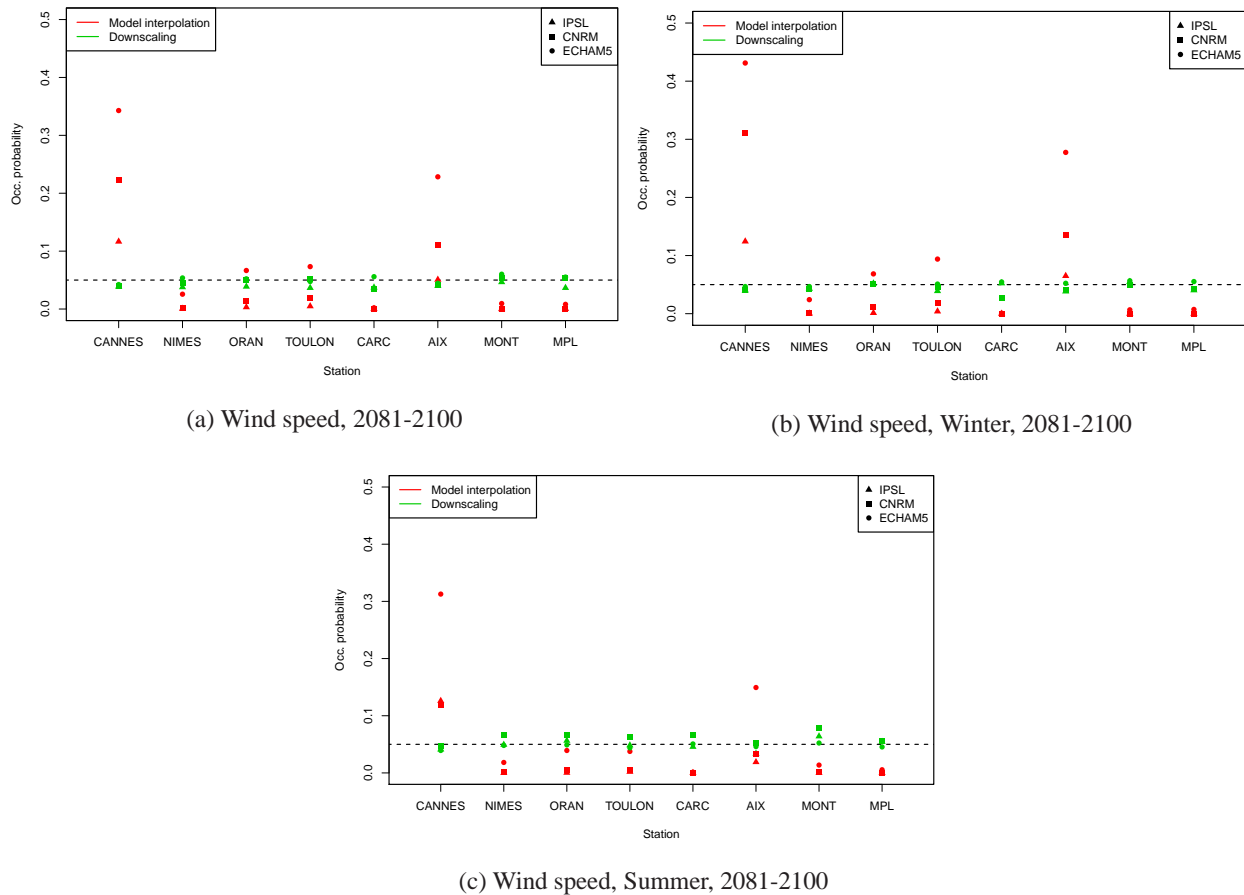 Model interpolation
Downscaling
IPSL
CNRM
ECHAM5
Occ. probability
0.5
0.4
0.3
0.2
0.1
0.0
CANNES NIMES ORAN TOULON CARC AIX MONT MPL
Station
(a) Wind speed, 2081-2100
Model interpolation
Downscaling
IPSL
CNRM
ECHAM5
Occ. probability
0.5
0.4
0.3
0.2
0.1
0.0
CANNES NIMES ORAN TOULON CARC AIX MONT MPL
Station
(b) Wind speed, Winter, 2081-2100
Model interpolation
Downscaling
IPSL
CNRM
ECHAM5
Occ. probability
0.5
0.4
0.3
0.2
0.1
0.0
CANNES NIMES ORAN TOULON CARC AIX MONT MPL
Station
(c) Wind speed, Summer, 2081-2100